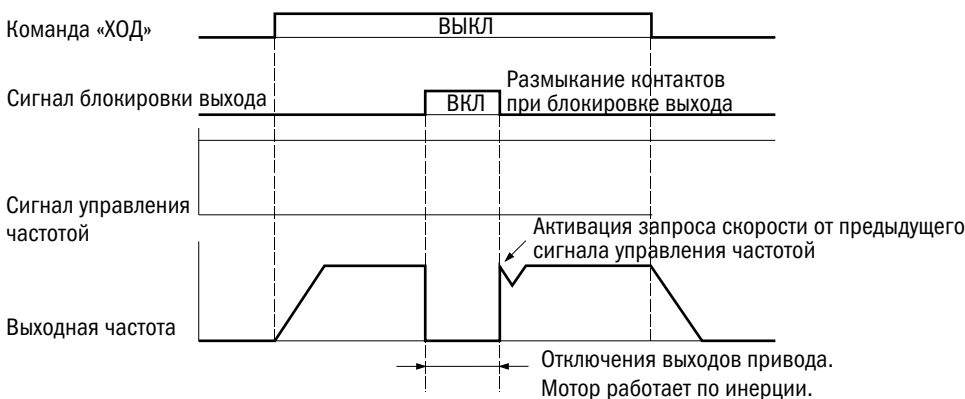 Команда «ХОД»
ВЫКЛ
Сигнал блокировки выхода
ВКЛ
Размыкание контактов
при блокировке выхода
Сигнал управления
частотой
Активация запроса скорости от предыдущего
сигнала управления частотой
Выходная частота
Отключения выходов привода.
Мотор работает по инерции.